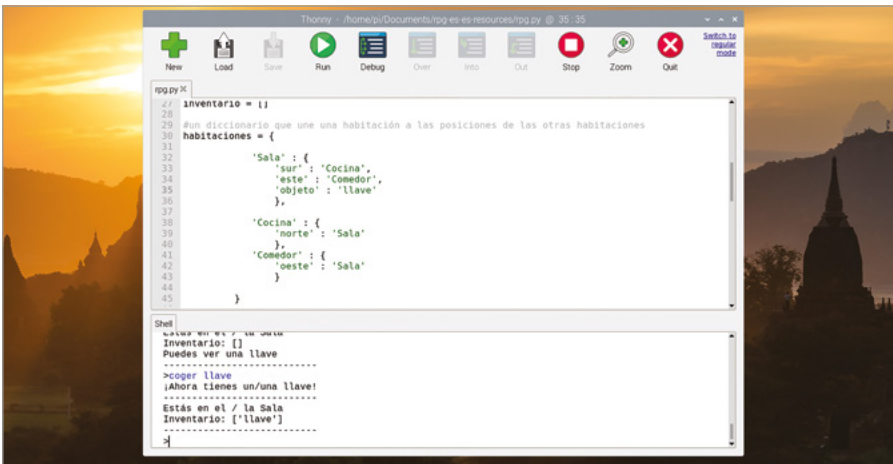 Thonny - /home/pi/Documents/rpg-es-es-resources/rpg.py @ 35:35
New Load Save Run Debug Over Into Out Stop Zoom Quit
Switch to
regular
mode
rpg.py
27 inventario = []
28
29 #un diccionario que une una habitación a las posiciones de las otras habitaciones
30 habitaciones = {
31
32 'Sala' : {
33 'sur' : 'Cocina',
34 'este' : 'Comedor',
35 'objeto' : 'llave'
36 },
37
38 'Cocina' : {
39 'norte' : 'Sala'
40 },
41 'Comedor' : {
42 'oeste' : 'Sala'
43 }
44
45 }
Shell
Estás en el / la Sala
Inventario: []
Puedes ver una llave
---------------------------
>coger llave
¡Ahora tienes un/una llave!
---------------------------
Estás en el / la Sala
Inventario: ['llave']
---------------------------
>